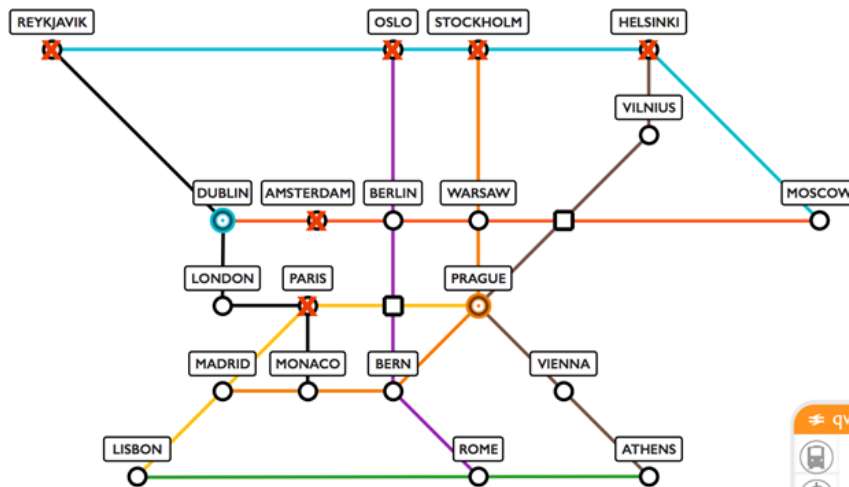 REYKJAVIK
OSLO
STOCKHOLM
HELSINKI
VILNIUS
DUBLIN
AMSTERDAM
BERLIN
WARSAW
MOSCOW
LONDON
PARIS
PRAGUE
MADRID
MONACO
BERN
VIENNA
LISBON
ROME
ATHENS